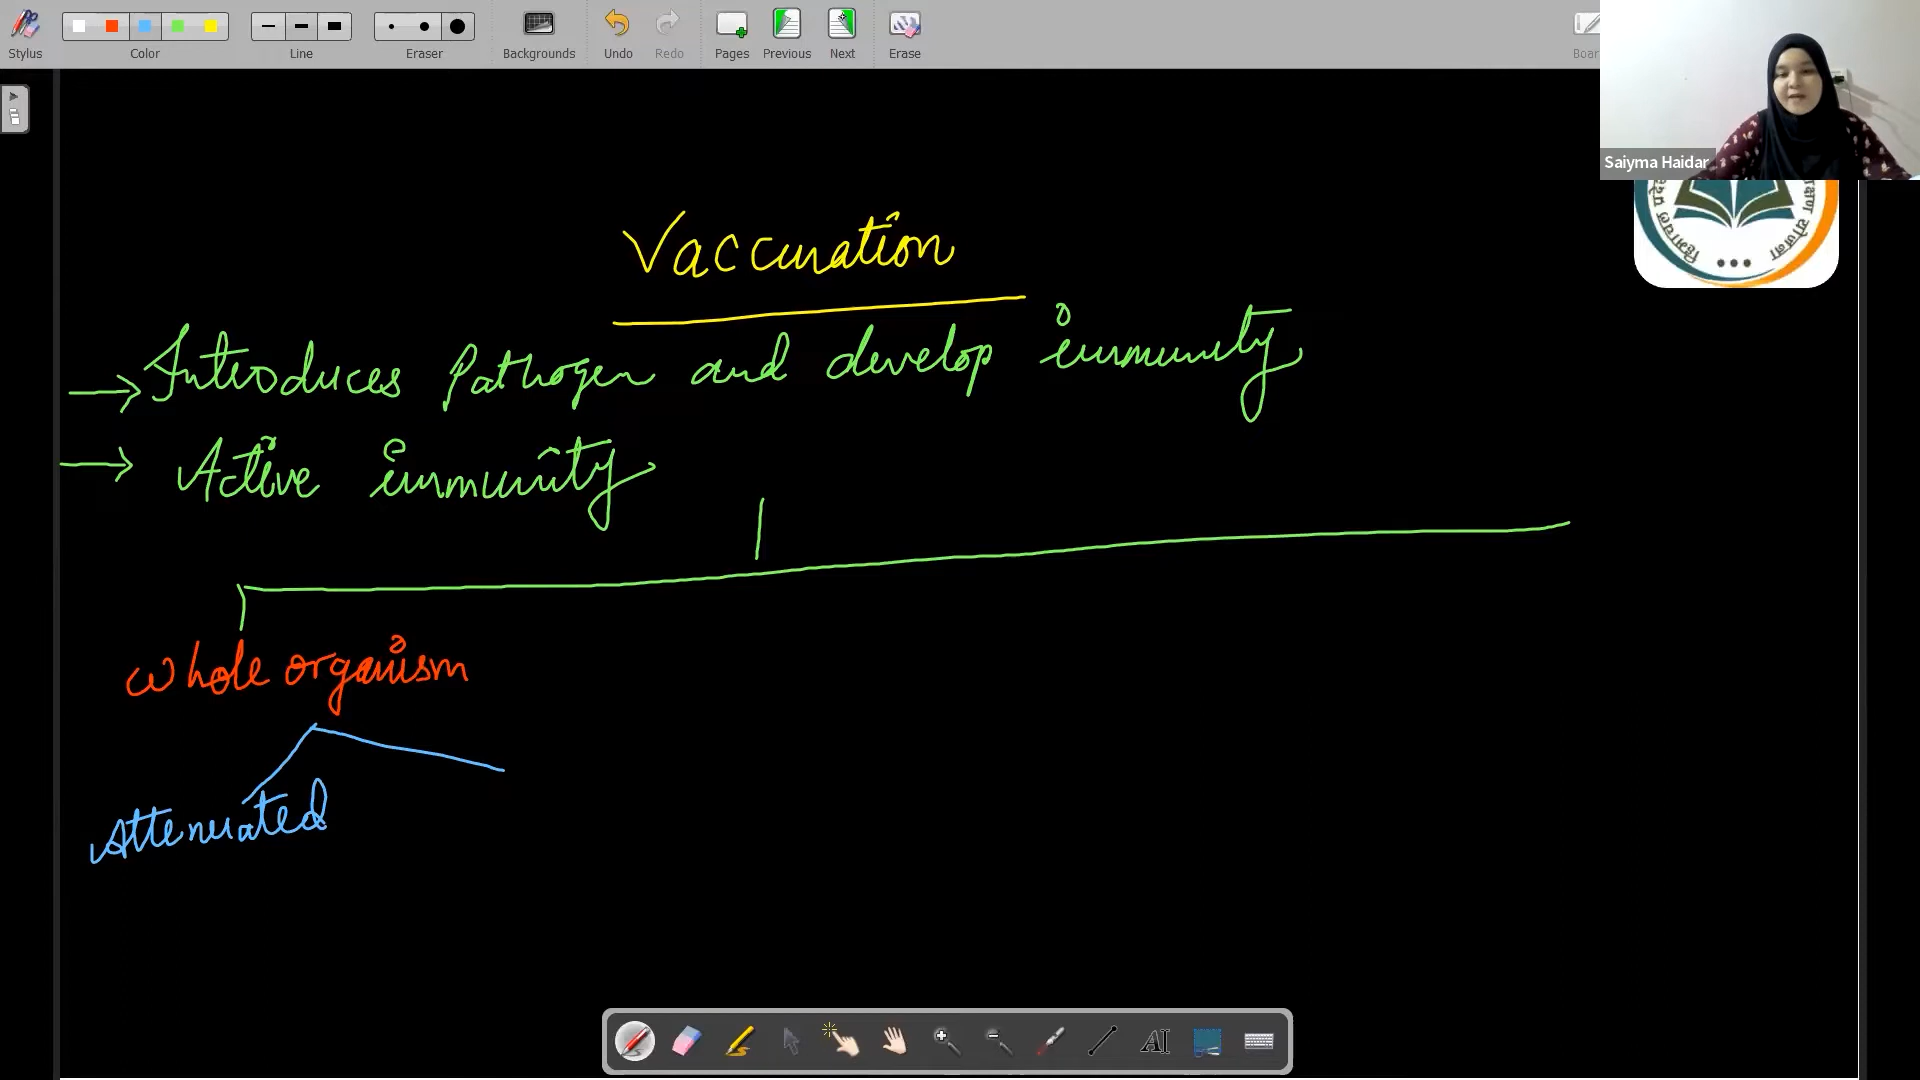 Stylus Color Line Eraser Backgrounds Undo Redo Pages Previous Next Erase Boar
Saiyma Haidar
Vaccination
→ Introduces Pathogen and develop immunity
→ Active immunity
Whole organism
Attenuated